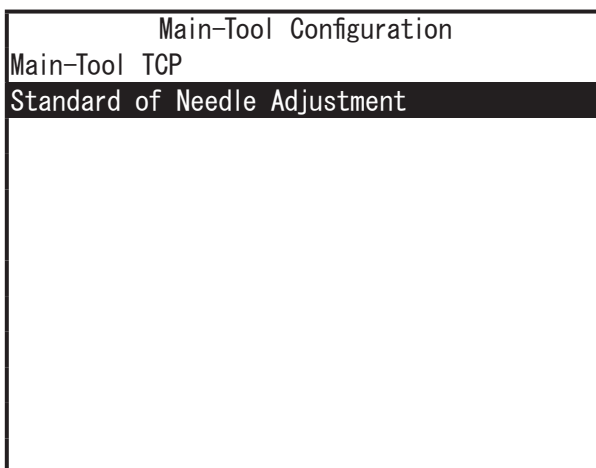 Main-Tool Configuration
Main-Tool TCP
Standard of Needle Adjustment